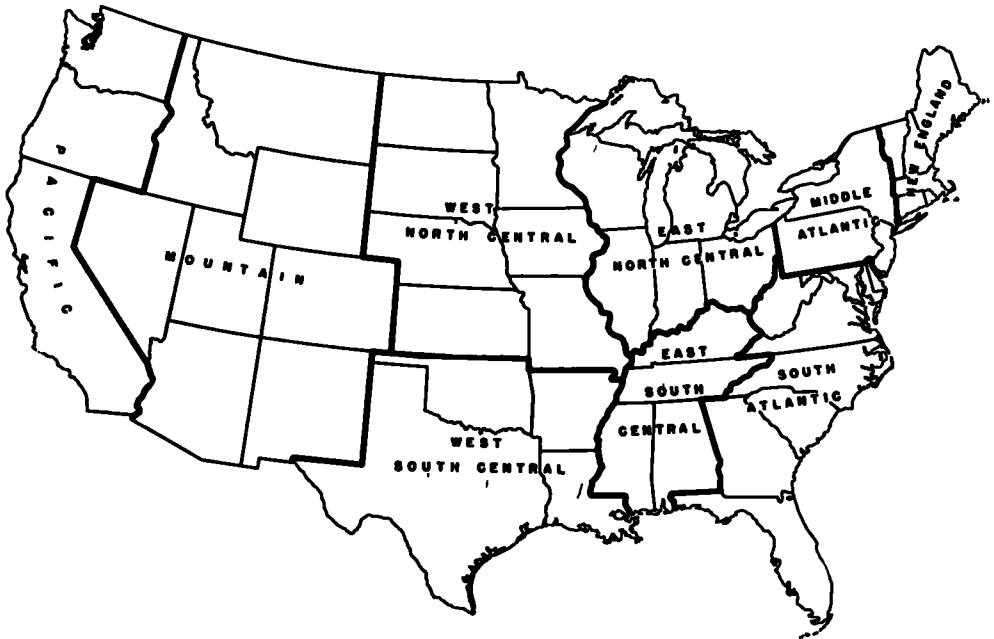 PACIFIC
MOUNTAIN
WEST
NORTH CENTRAL
WEST
SOUTH CENTRAL
EAST
NORTH CENTRAL
EAST
SOUTH
CENTRAL
SOUTH
ATLANTIC
MIDDLE
ATLANTI
NEW ENGLAND